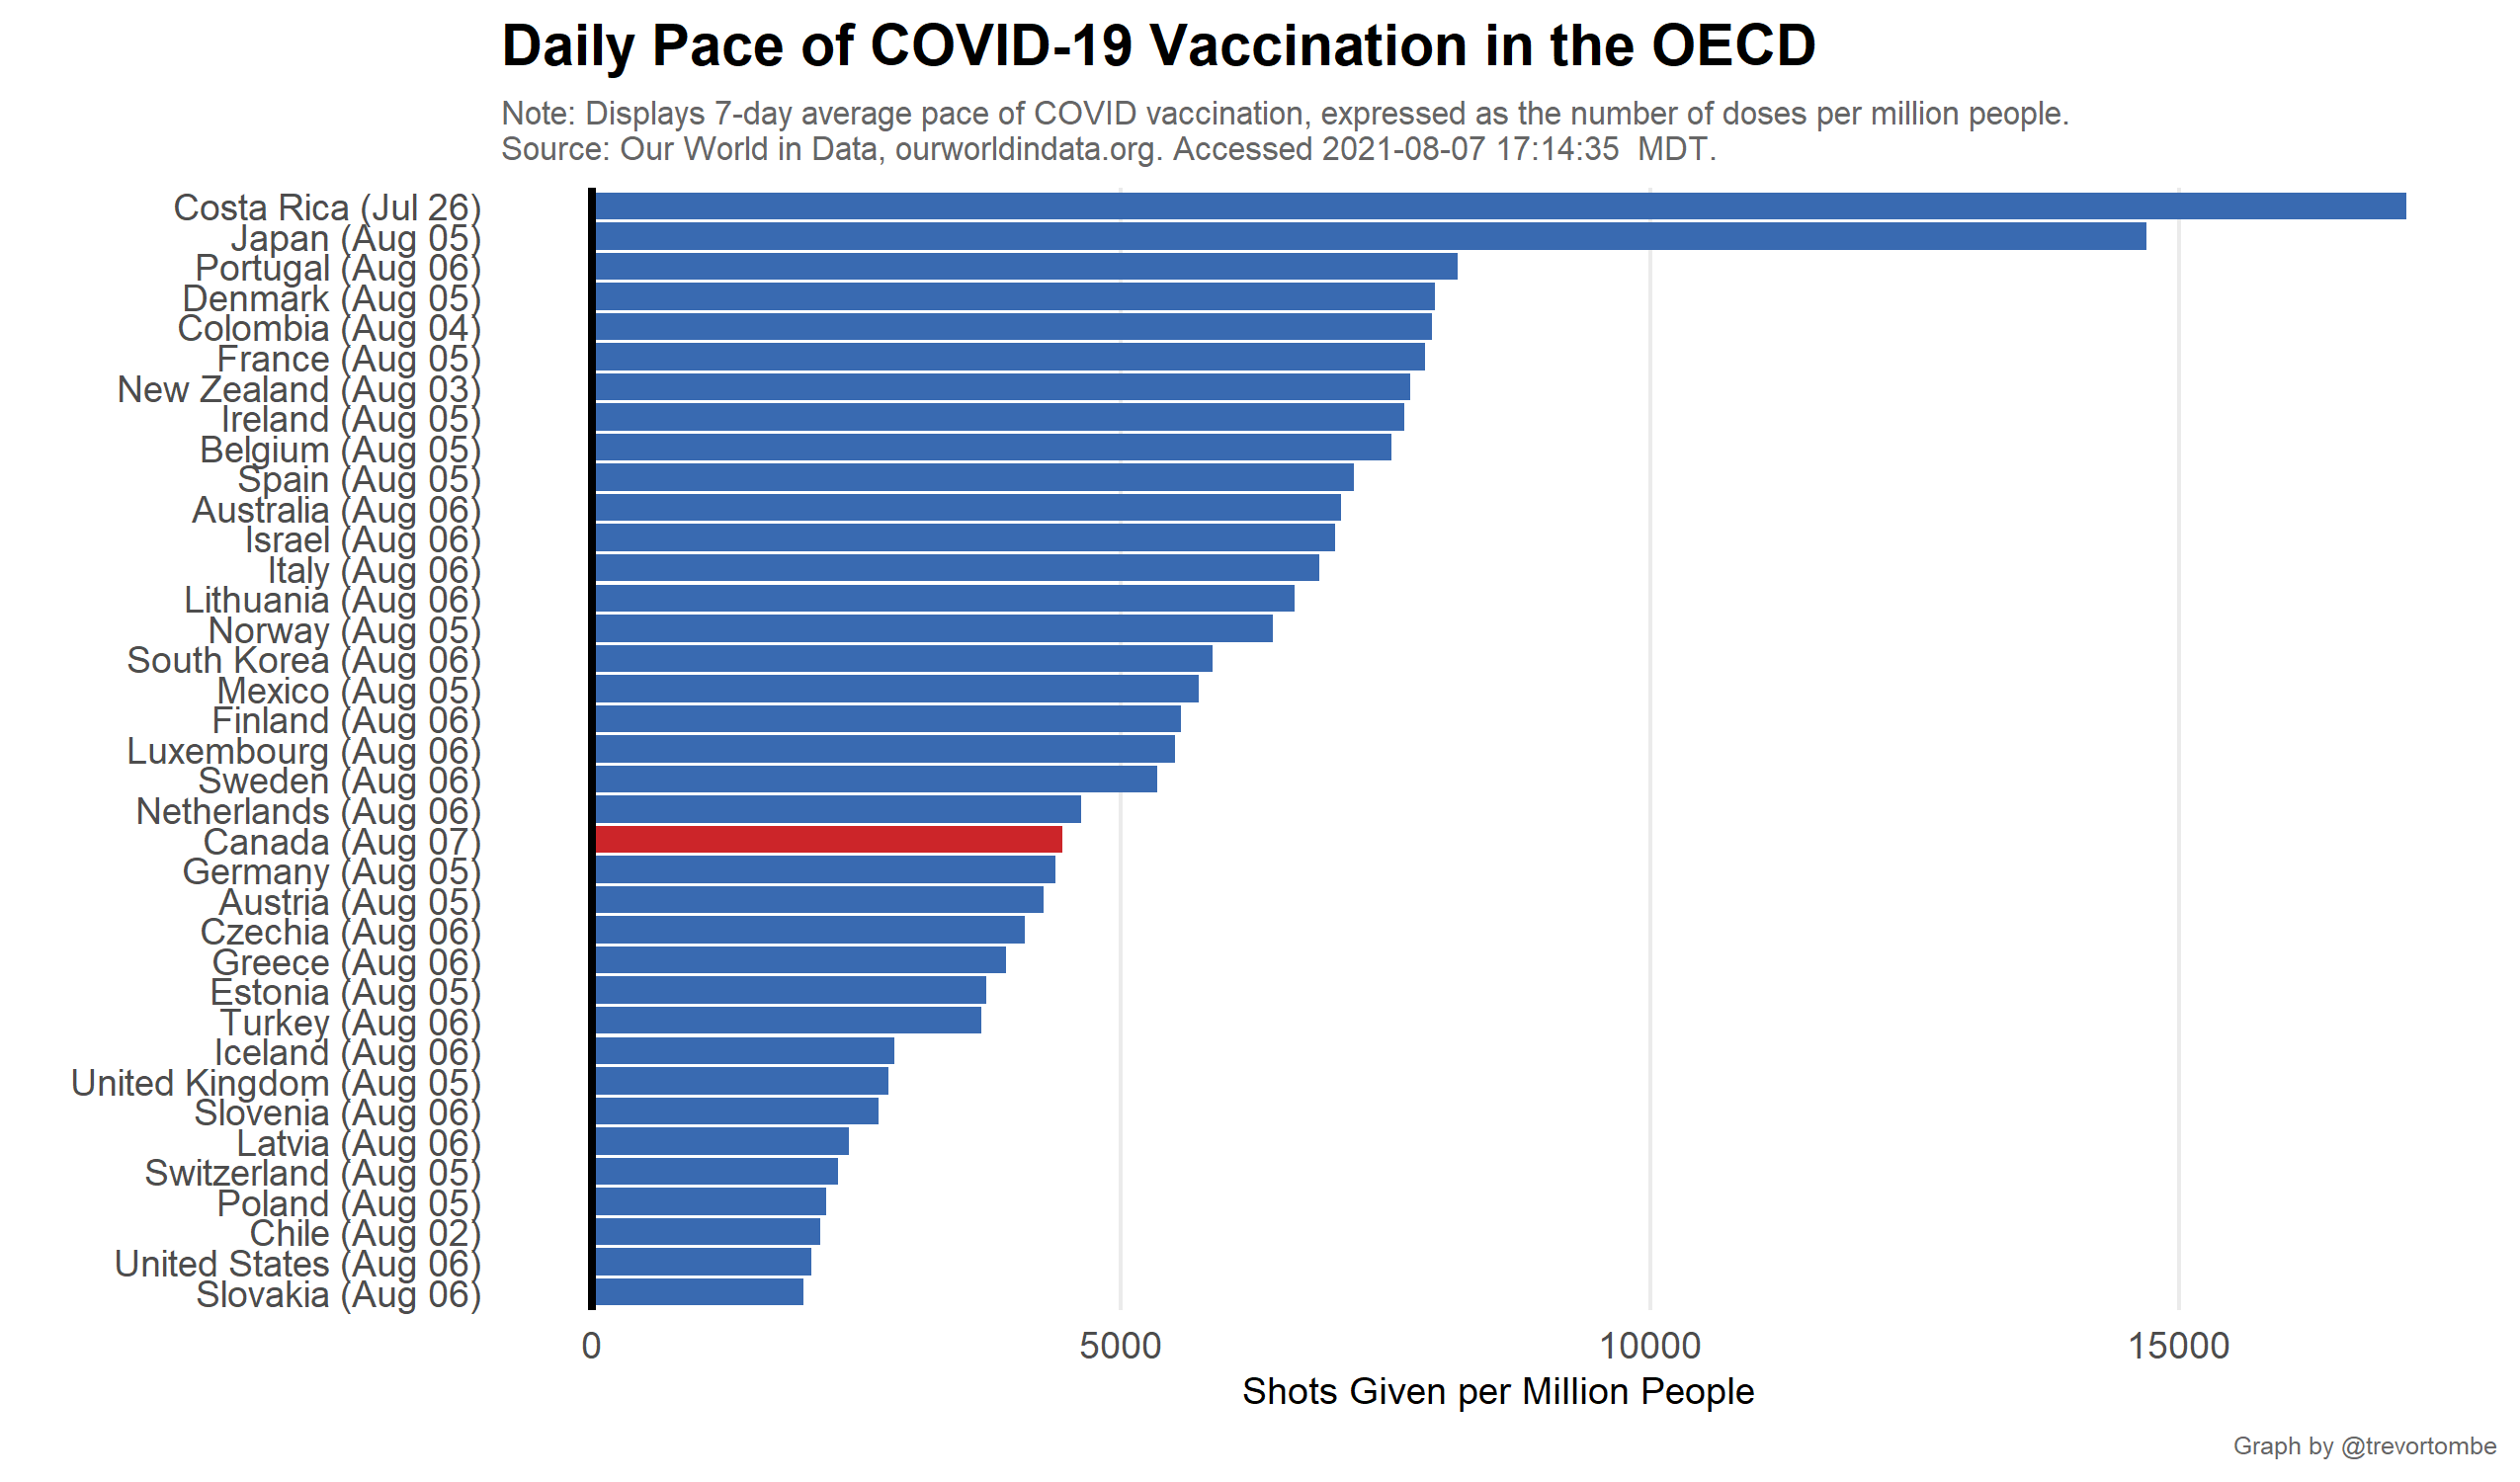 Daily Pace of COVID-19 Vaccination in the OECD
Note: Displays 7-day average pace of COVID vaccination, expressed as the number of doses per million people.
Source: Our World in Data, ourworldindata.org. Accessed 2021-08-07 17:14:35  MDT.
Costa Rica (Jul 26)
Japan (Aug 05)
Portugal (Aug 06)
Denmark (Aug 05)
Colombia (Aug 04)
France (Aug 05)
New Zealand (Aug 03)
Ireland (Aug 05)
Belgium (Aug 05)
Spain (Aug 05)
Australia (Aug 06)
Israel (Aug 06)
Italy (Aug 06)
Lithuania (Aug 06)
Norway (Aug 05)
South Korea (Aug 06)
Mexico (Aug 05)
Finland (Aug 06)
Luxembourg (Aug 06)
Sweden (Aug 06)
Netherlands (Aug 06)
Canada (Aug 07)
Germany (Aug 05)
Austria (Aug 05)
Czechia (Aug 06)
Greece (Aug 06)
Estonia (Aug 05)
Turkey (Aug 06)
Iceland (Aug 06)
United Kingdom (Aug 05)
Slovenia (Aug 06)
Latvia (Aug 06)
Switzerland (Aug 05)
Poland (Aug 05)
Chile (Aug 02)
United States (Aug 06)
Slovakia (Aug 06)
0 5000 10000 15000
Shots Given per Million People
Graph by @trevortombe